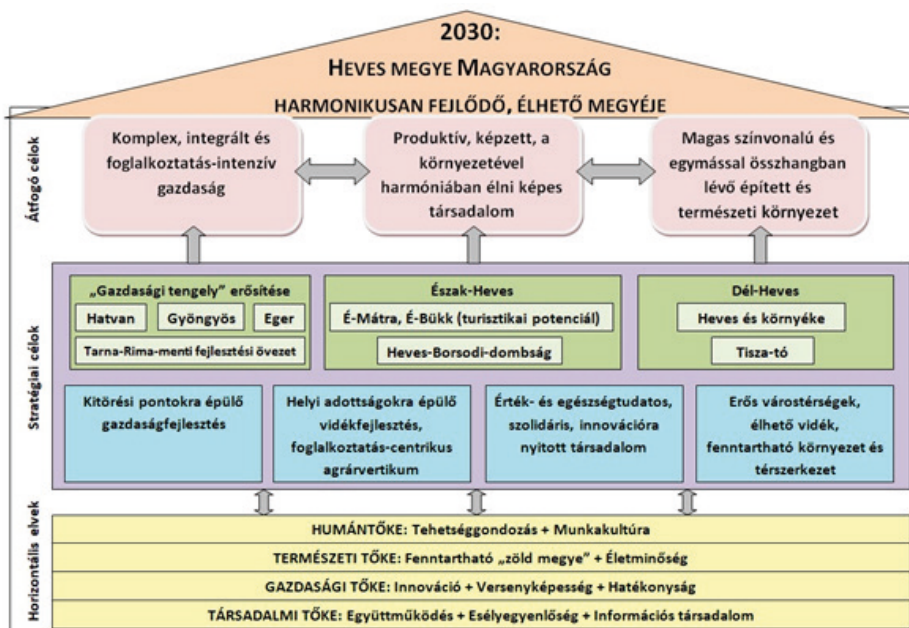 2030:
HEVES MEGYE MAGYARORSZÁG
HARMONIKUSAN FEJLŐDŐ, ÉLHETŐ MEGYÉJE
Átfogó célok
Komplex, integrált és
foglalkoztatás-intenzív
gazdaság
Produktív, képzett, a
környezetével
harmóniában élni képes
társadalom
Magas színvonalú és
egymással összhangban
lévő épített és
természeti környezet
Stratégiai célok
„Gazdasági tengely” erősítése
Hatvan
Gyöngyös
Eger
Tarna-Rima-menti fejlesztési övezet
Észak-Heves
É-Mátra, É-Bükk (turisztikai potenciál)
Heves-Borsodi-dombság
Dél-Heves
Heves és környéke
Tisza-tó
Kitörési pontokra épülő
gazdaságfejlesztés
Helyi adottságokra épülő
vidékfejlesztés,
foglalkoztatás-centrikus
agrárvertikum
Érték- és egészségtudatos,
szolidáris, innovációra
nyitott társadalom
Erős várostérségek,
élhető vidék,
fenntartható környezet és
térszerkezet
Horizontális elvek
HUMÁNTŐKE: Tehetséggondozás + Munkakultúra
TERMÉSZETI TŐKE: Fenntartható „zöld megye” + Életminőség
GAZDASÁGI TŐKE: Innováció + Versenyképesség + Hatékonyság
TÁRSADALMI TŐKE: Együttműködés + Esélyegyenlőség + Információs társadalom